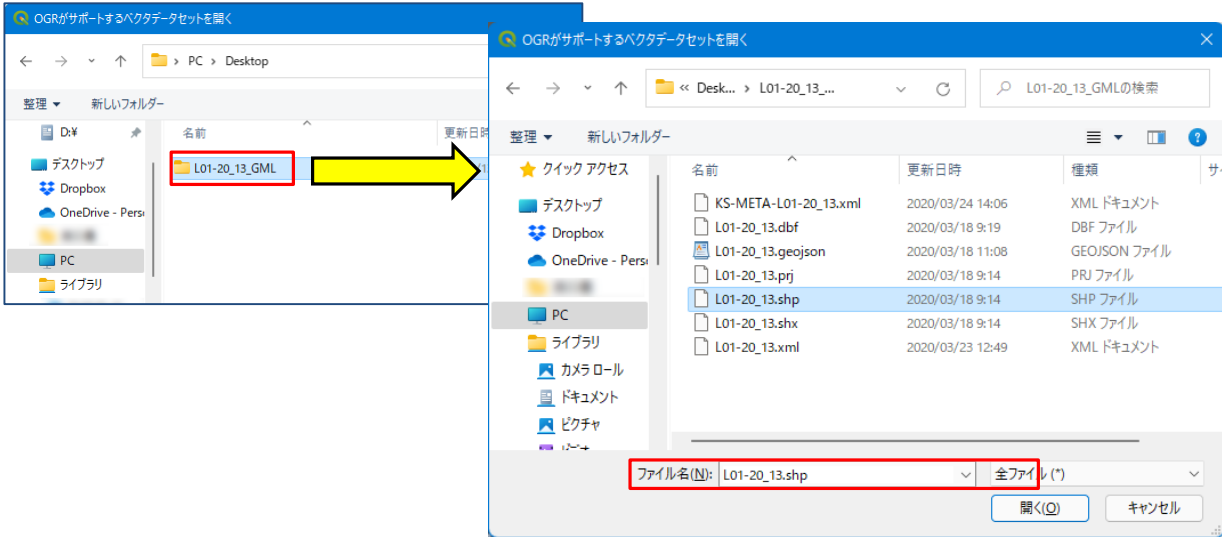 OGRがサポートするベクタデータセットを開く
PC > Desktop
整理 新しいフォルダー
D:¥
名前
デスクトップ
L01-20_13_GML
Dropbox
OneDrive - Pers
PC
ライブラリ
OGRがサポートするベクタデータセットを開く
« Desk... > L01-20_13_...
L01-20_13_GMLの検索
整理 新しいフォルダー
クイック アクセス
名前 更新日時 種類
デスクトップ
KS-META-L01-20_13.xml 2020/03/24 14:06 XML ドキュメント
Dropbox
L01-20_13.dbf 2020/03/18 9:19 DBF ファイル
OneDrive - Pers
L01-20_13.geojson 2020/03/18 11:08 GEOJSON ファイル
L01-20_13.prj 2020/03/18 9:14 PRJ ファイル
L01-20_13.shp 2020/03/18 9:14 SHP ファイル
PC
L01-20_13.shx 2020/03/18 9:14 SHX ファイル
ライブラリ
L01-20_13.xml 2020/03/23 12:49 XML ドキュメント
カメラ ロール
ドキュメント
ピクチャ
ファイル名(N): L01-20_13.shp 全ファイル (*)
開く(O) キャンセル